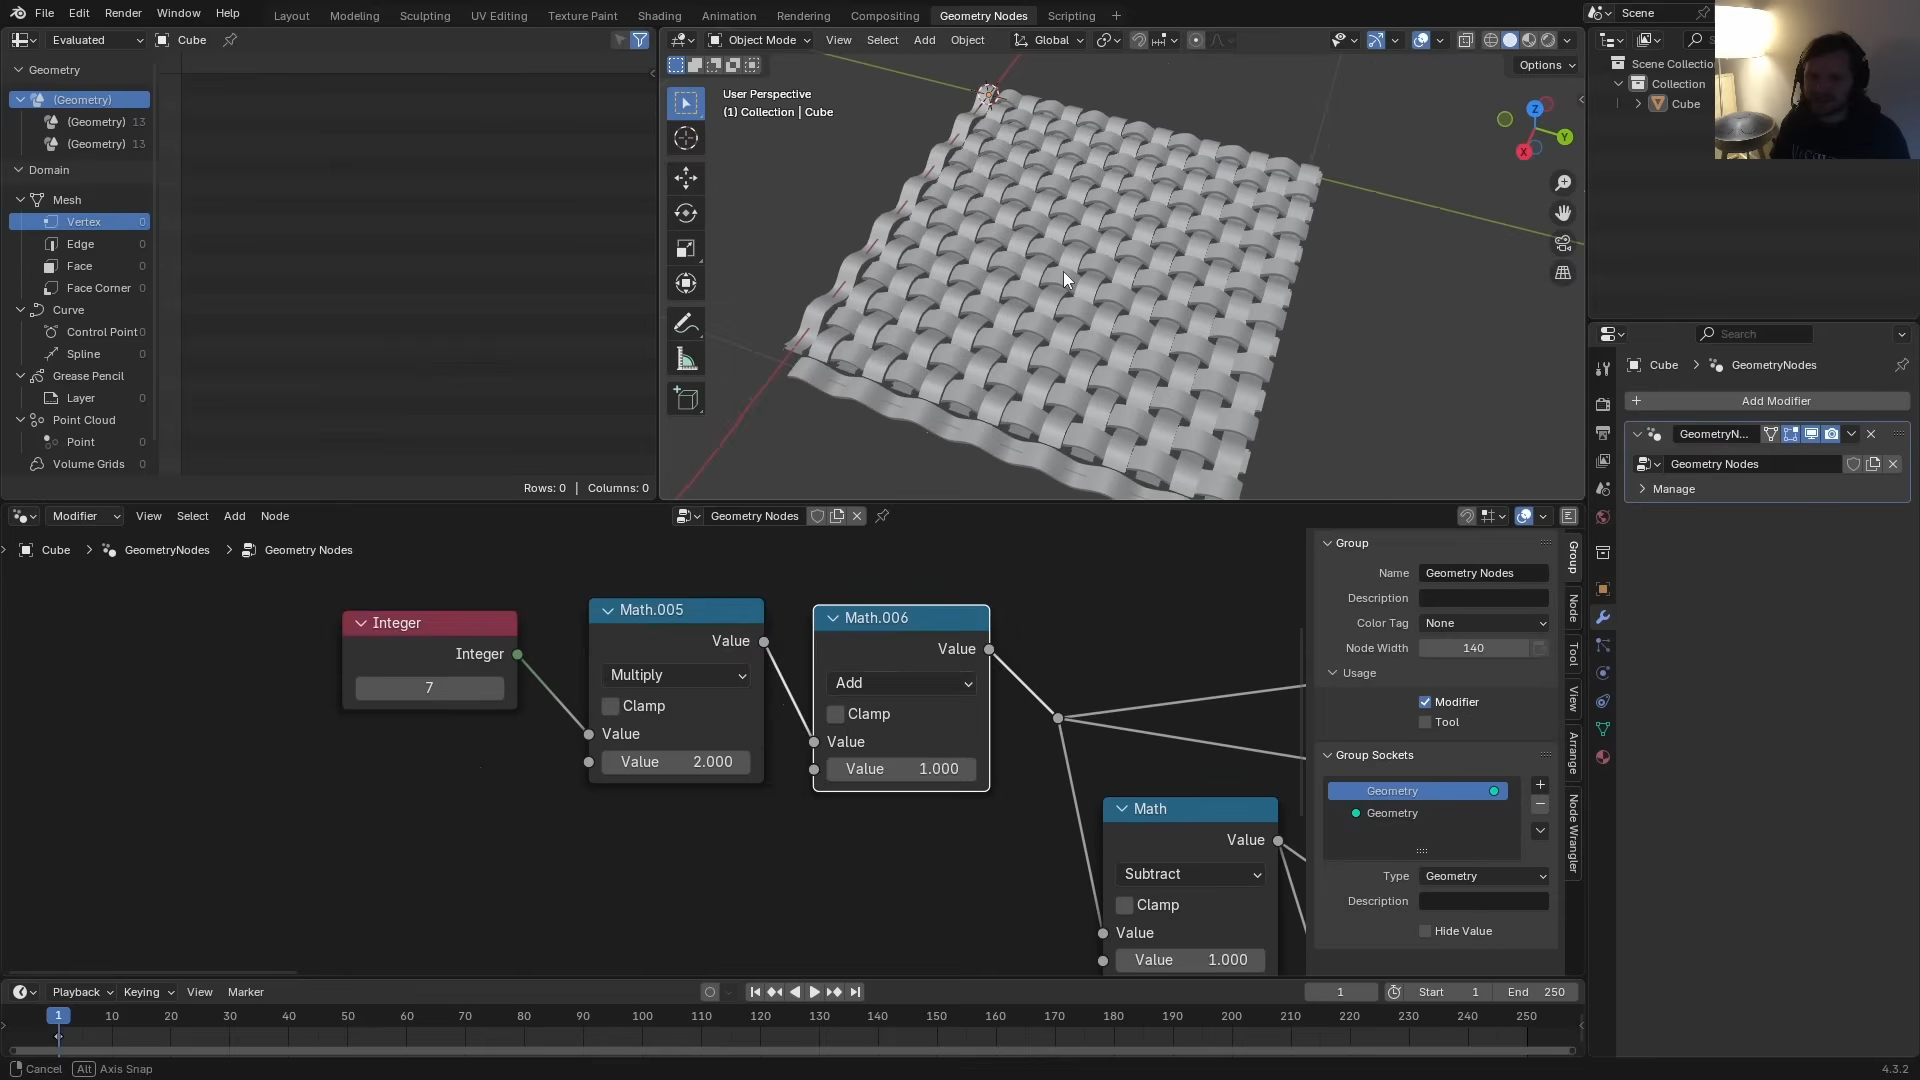 File Edit Render Window Help
Layout Modeling Sculpting UV Editing Texture Paint Shading Animation Rendering Compositing Geometry Nodes Scripting
Scene
Evaluated
Cube
Object Mode View Select Add Object
Global
Options
Geometry
(Geometry)
(Geometry) 13
(Geometry) 13
Domain
Mesh
Vertex 0
Edge 0
Face 0
Face Corner 0
Curve
Control Point 0
Spline 0
Grease Pencil
Layer 0
Point Cloud
Point 0
Volume Grids 0
Rows: 0 | Columns: 0
User Perspective
(1) Collection | Cube
Z
Y
X
Scene Collectio
Collection
Cube
Search
Cube > GeometryNodes
Add Modifier
GeometryN...
Geometry Nodes
Manage
Modifier View Select Add Node
Geometry Nodes
Cube > GeometryNodes > Geometry Nodes
Integer
Integer
7
Math.005
Value
Multiply
Clamp
Value
Value 2.000
Math.006
Value
Add
Clamp
Value
Value 1.000
Math
Value
Subtract
Clamp
Value
Value 1.000
Group
Name Geometry Nodes
Description
Color Tag None
Node Width 140
Usage
Modifier
Tool
Group Sockets
Geometry
Geometry
Type Geometry
Description
Hide Value
Group
Node
Tool
View
Arrange
Node Wrangler
Playback Keying View Marker
1
Start 1
End 250
1 10 20 30 40 50 60 70 80 90 100 110 120 130 140 150 160 170 180 190 200 210 220 230 240 250
Cancel Alt Axis Snap
4.3.2